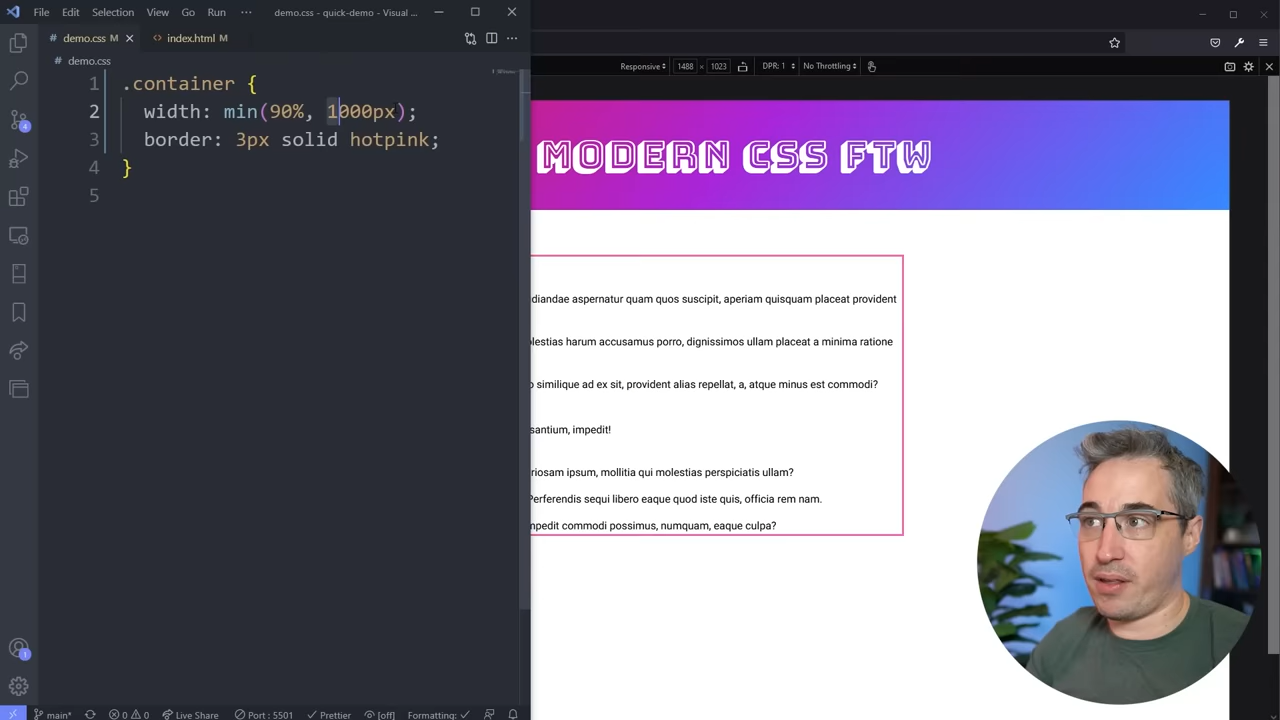 File Edit Selection View Go Run ··· demo.css - quick-demo - Visual ...
demo.css M
index.html M
demo.css
1 .container {
2 width: min(90%, 1000px);
3 border: 3px solid hotpink;
4 }
5
Responsive 1488 × 1023 DPR: 1 No Throttling
MODERN CSS FTW
diandae aspernatur quam quos suscipit, aperiam quisquam placeat provident
lestias harum accusamus porro, dignissimos ullam placeat a minima ratione
o similique ad ex sit, provident alias repellat, a, atque minus est commodi?
santium, impedit!
riosam ipsum, mollitia qui molestias perspiciatis ullam?
Perferendis sequi libero eaque quod iste quis, officia rem nam.
mpedit commodi possimus, numquam, eaque culpa?
4
1
main* 0 0 Live Share Port : 5501 Prettier [off] Formatting: